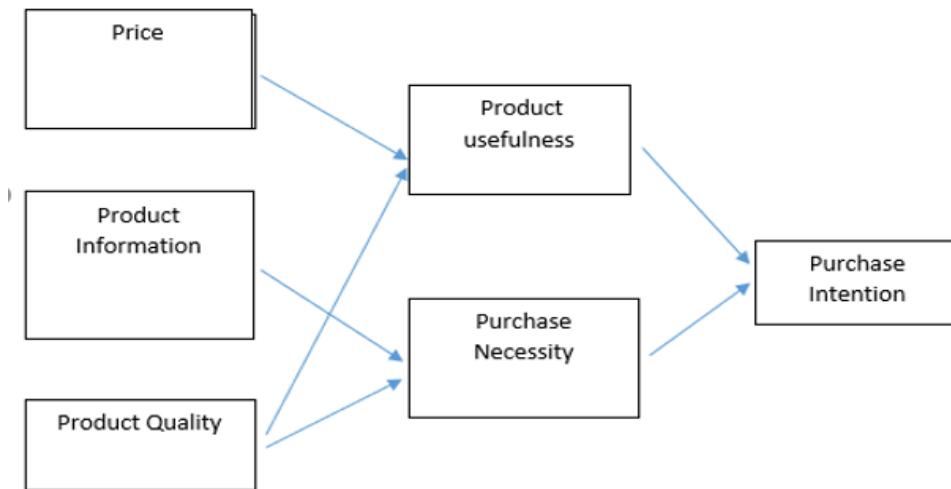 Price
Product
usefulness
Product
Information
Purchase
Intention
Purchase
Necessity
Product Quality